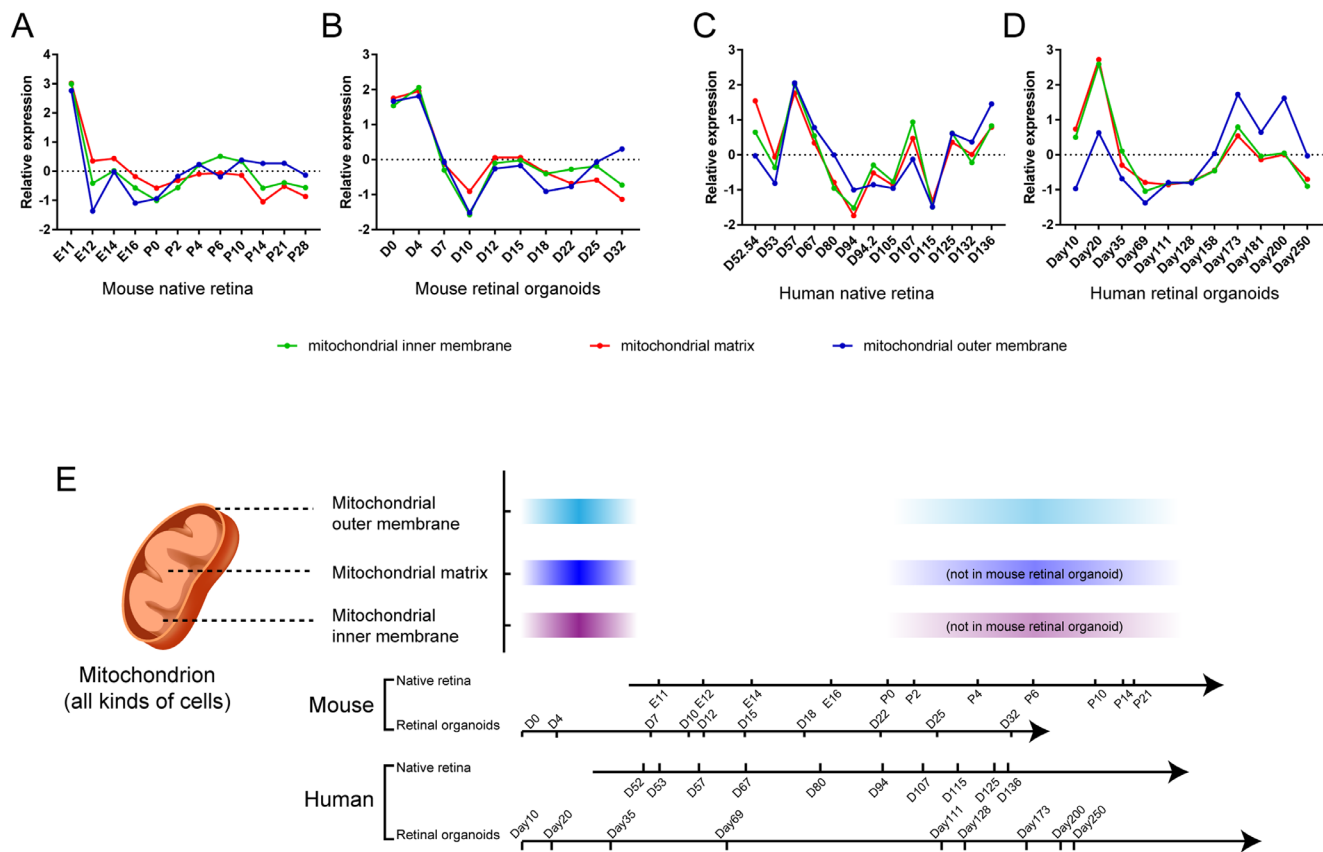 A
B
C
D
Relative expression
4
3
2
1
0
-1
-2
E11
E12
E14
E16
P0
P2
P4
P6
P10
P14
P21
P28
Mouse native retina
Relative expression
3
2
1
0
-1
-2
D0
D4
D7
D10
D12
D15
D18
D22
D25
D32
Mouse retinal organoids
Relative expression
3
2
1
0
-1
-2
D52.54
D53
D57
D67
D80
D94
D94.2
D105
D107
D115
D125
D132
D136
Human native retina
Relative expression
3
2
1
0
-1
-2
Day10
Day20
Day35
Day69
Day111
Day128
Day158
Day173
Day181
Day200
Day250
Human retinal organoids
mitochondrial inner membrane
mitochondrial matrix
mitochondrial outer membrane
E
Mitochondrial
outer membrane
Mitochondrial matrix
(not in mouse retinal organoid)
Mitochondrial
inner membrane
(not in mouse retinal organoid)
Mitochondrion
(all kinds of cells)
Mouse
Native retina
E11
E12
E14
E16
P0
P2
P4
P6
P10
P14
P21
Retinal organoids
D0
D4
D7
D10
D12
D15
D18
D22
D25
D32
Human
Native retina
D52
D53
D57
D67
D80
D94
D107
D115
D125
D136
Retinal organoids
Day10
Day20
Day35
Day69
Day111
Day128
Day173
Day200
Day250